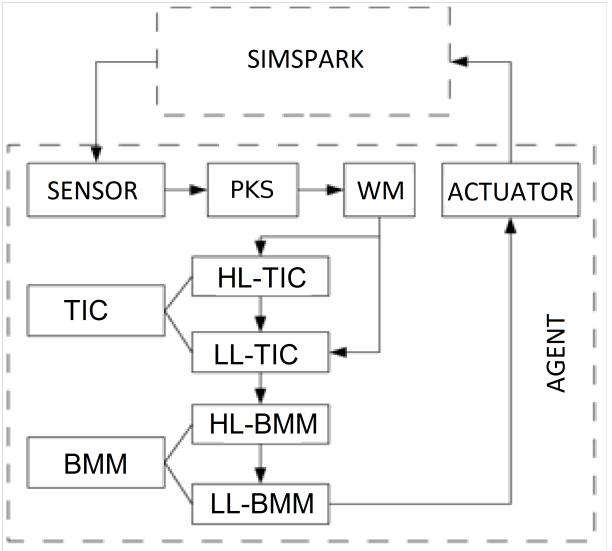 SIMSPARK
SENSOR
PKS
WM
ACTUATOR
HL-TIC
TIC
LL-TIC
AGENT
HL-BMM
BMM
LL-BMM